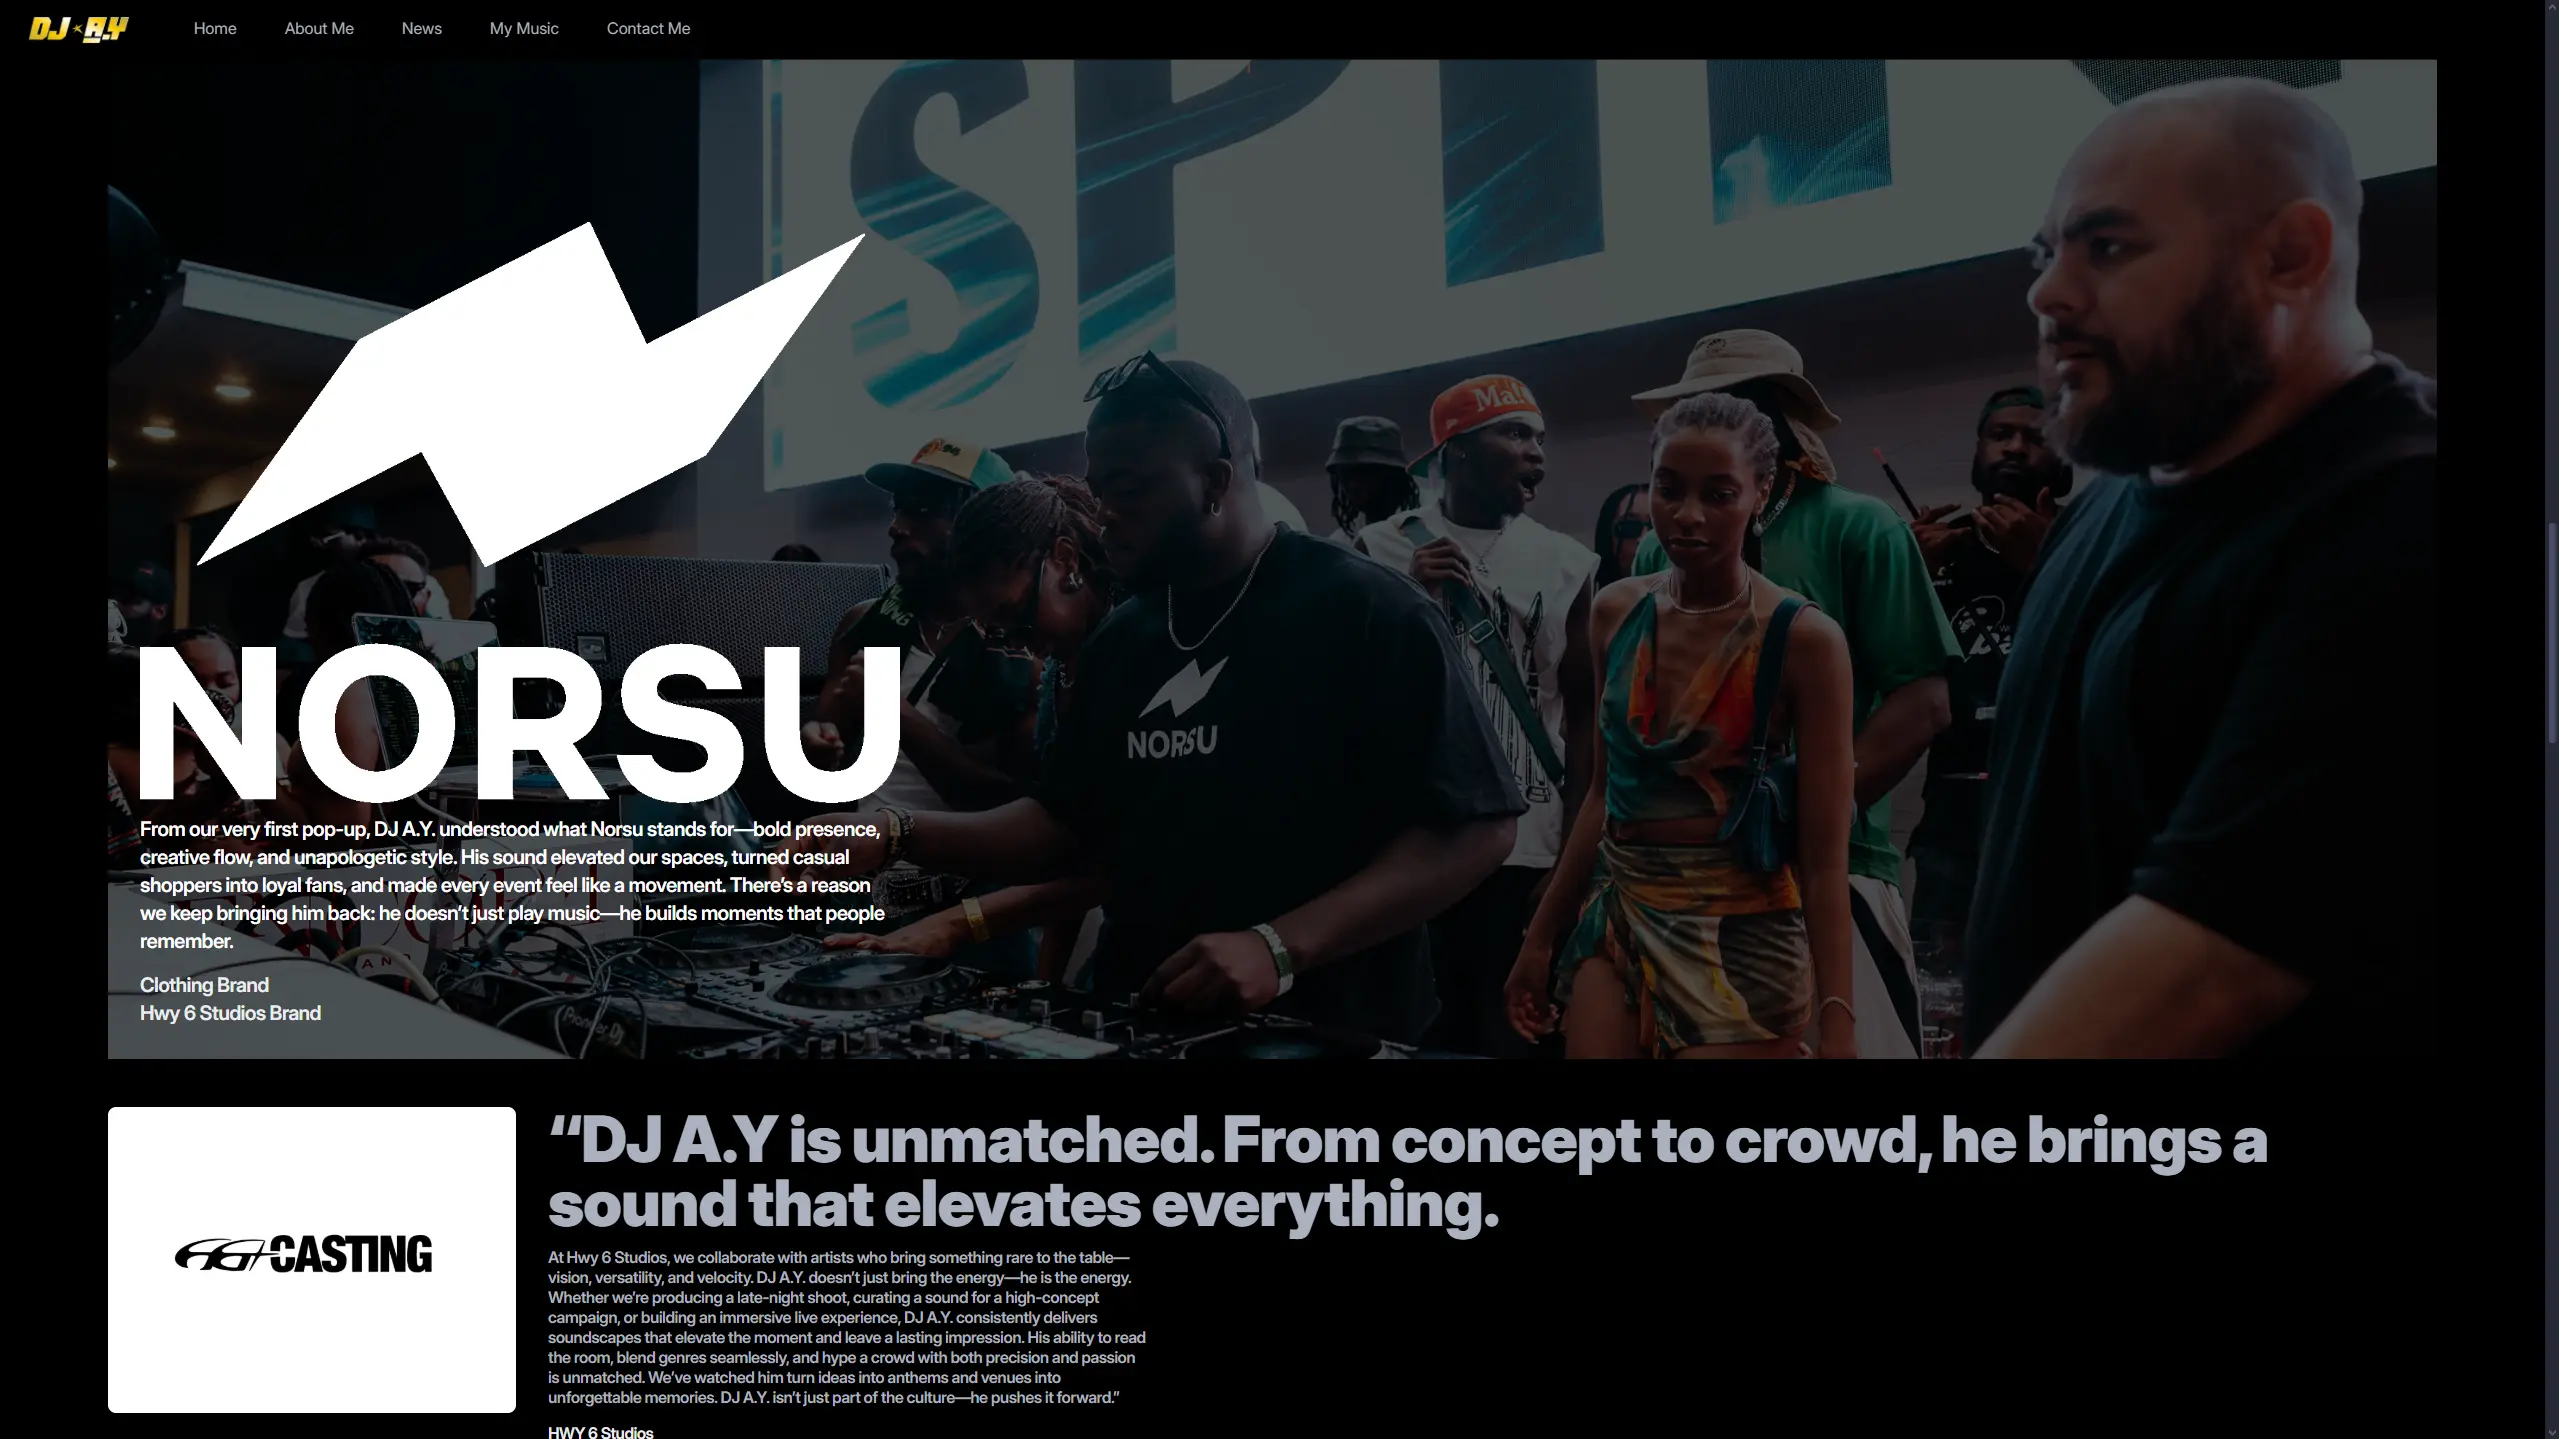 DJ A.Y
Home
About Me
News
My Music
Contact Me
SP
Ma!
94
NORSU
NORSU
From our very first pop-up, DJ A.Y. understood what Norsu stands for—bold presence,
creative flow, and unapologetic style. His sound elevated our spaces, turned casual
shoppers into loyal fans, and made every event feel like a movement. There’s a reason
we keep bringing him back: he doesn’t just play music—he builds moments that people
remember.
AND
Clothing Brand
Hwy 6 Studios Brand
Pioneer Dj
CASTING
“DJ A.Y is unmatched. From concept to crowd, he brings a
sound that elevates everything.
At Hwy 6 Studios, we collaborate with artists who bring something rare to the table—
vision, versatility, and velocity. DJ A.Y. doesn’t just bring the energy—he is the energy.
Whether we’re producing a late-night shoot, curating a sound for a high-concept
campaign, or building an immersive live experience, DJ A.Y. consistently delivers
soundscapes that elevate the moment and leave a lasting impression. His ability to read
the room, blend genres seamlessly, and hype a crowd with both precision and passion
is unmatched. We’ve watched him turn ideas into anthems and venues into
unforgettable memories. DJ A.Y. isn’t just part of the culture—he pushes it forward.”
HWY 6 Studios